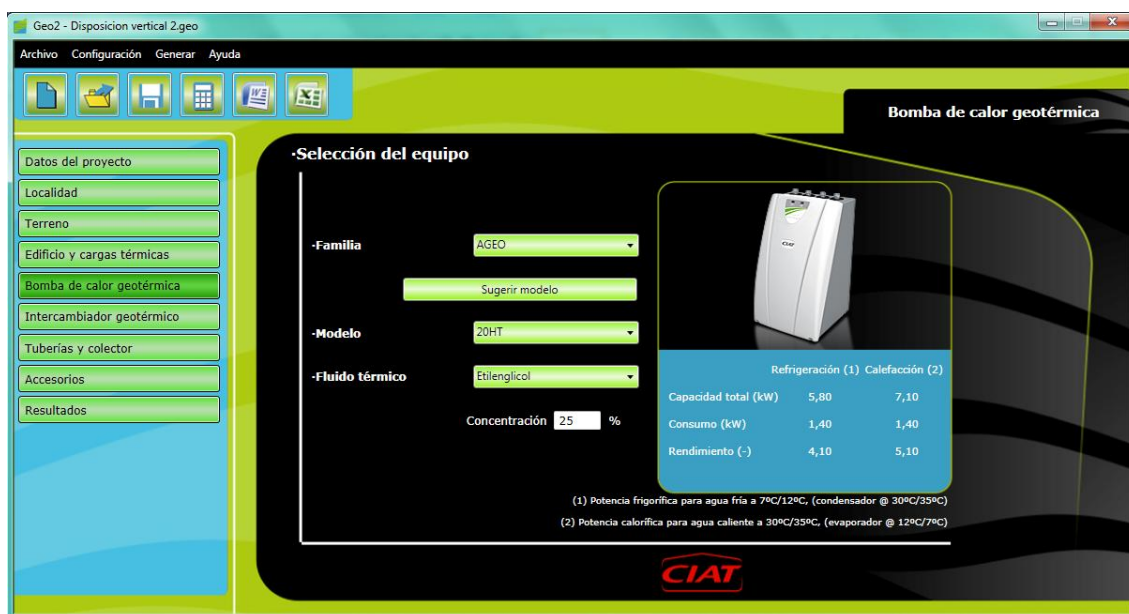 Geo2 - Disposicion vertical 2.geo
Archivo Configuración Generar Ayuda
Bomba de calor geotérmica
Datos del proyecto
Localidad
Terreno
Edificio y cargas térmicas
Bomba de calor geotérmica
Intercambiador geotérmico
Tuberías y colector
Accesorios
Resultados
·Selección del equipo
·Familia AGEO
Sugerir modelo
·Modelo 20HT
·Fluido térmico Etilenglicol
Concentración 25 %
CIAT
Refrigeración (1) Calefacción (2)
Capacidad total (kW) 5,80 7,10
Consumo (kW) 1,40 1,40
Rendimiento (-) 4,10 5,10
(1) Potencia frigorífica para agua fría a 7ºC/12ºC, (condensador @ 30ºC/35ºC)
(2) Potencia calorífica para agua caliente a 30ºC/35ºC, (evaporador @ 12ºC/7ºC)
CIAT